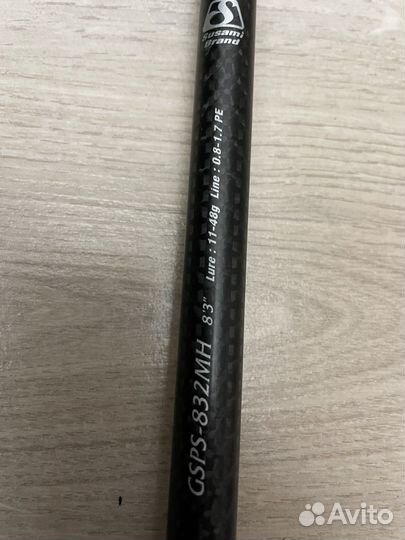 Susami
Brand
GSPS-832MH 8'3" Lure : 11-48g Line : 0.8-1.7 PE
Avito